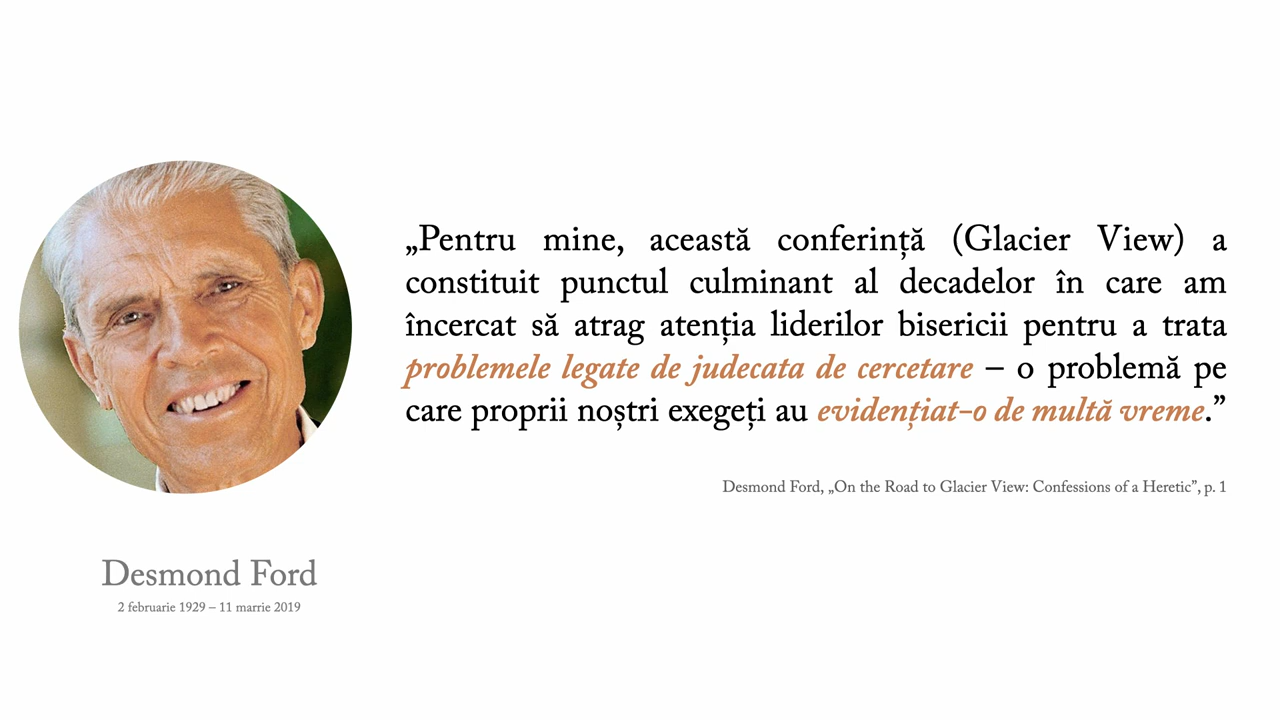 „Pentru mine, această conferință (Glacier View) a
constituit punctul culminant al decadelor în care am
încercat să atrag atenția liderilor bisericii pentru a trata
problemele legate de judecata de cercetare – o problemă pe
care proprii noștri exegeți au evidențiat-o de multă vreme.”
Desmond Ford, „On the Road to Glacier View: Confessions of a Heretic”, p. 1
Desmond Ford
2 februarie 1929 – 11 marrie 2019